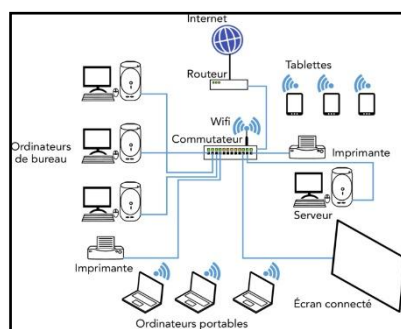 Internet
Routeur
Tablettes
Wifi
Commutateur
Ordinateurs
de bureau
Imprimante
Serveur
Imprimante
Écran connecté
Ordinateurs portables